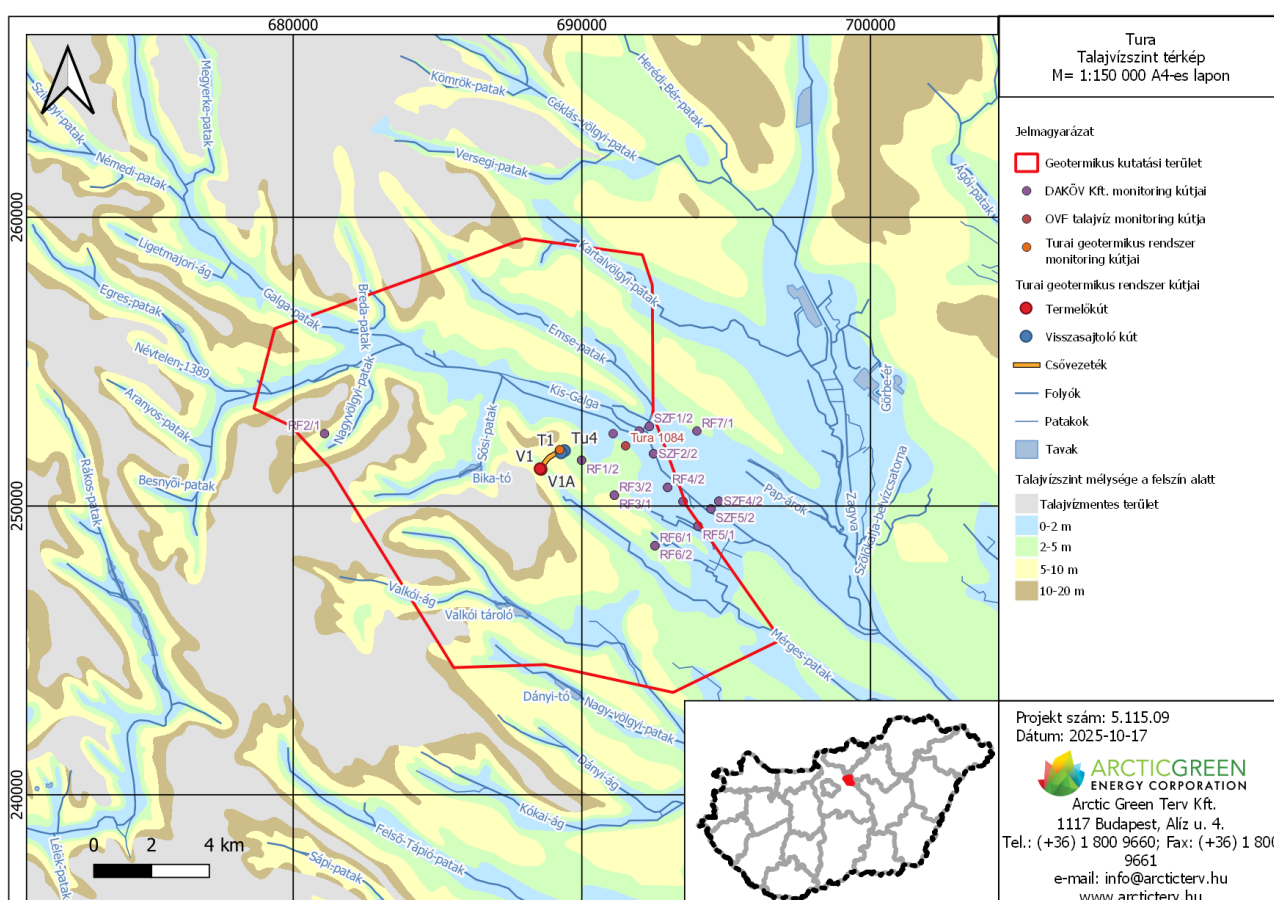 680000
690000
700000
260000
250000
240000
Tura
Talajvízszint térkép
M= 1:150 000 A4-es lapon
Jelmagyarázat
Geotermikus kutatási terület
DAKÖV Kft. monitoring kútjai
OVF talajvíz monitoring kútja
Turai geotermikus rendszer
monitoring kútjai
Turai geotermikus rendszer kútjai
Termelőkút
Visszasajtoló kút
Csővezeték
Folyók
Patakok
Tavak
Talajvízszint mélysége a felszín alatt
Talajvízmentes terület
0-2 m
2-5 m
5-10 m
10-20 m
Projekt szám: 5.115.09
Dátum: 2025-10-17
ARCTICGREEN
ENERGY CORPORATION
Arctic Green Terv Kft.
1117 Budapest, Alíz u. 4.
Tel.: (+36) 1 800 9660; Fax: (+36) 1 800
9661
e-mail: info@arcticterv.hu
www.arcticterv.hu
Megyerke-patak
Némedi-patak
Kömrök-patak
Céklás-völgyi-patak
Herédi-Bér-patak
Versegi-patak
Ágói-patak
Ligetmajori-ág
Egres-patak
Galga-patak
Breda-patak
Kartalvölgyi-patak
Névtelen-1389
Emse-patak
Aranyos-patak
Nagyvölgyi-patak
Kis-Galga
Görbe-ér
Besnyői-patak
Rákos-patak
Sósi-patak
Bika-tó
RF2/1
T1
Tu4
V1
V1A
SZF1/2
RF7/1
Tura 1084
SZF2/2
RF1/2
RF3/2
RF3/1
RF4/2
SZF4/2
SZF5/2
RF5/1
RF6/1
RF6/2
Pap-árok
Zagyva
Szőlőkalja-belvízcsatorna
Valkói-ág
Valkói tároló
Mérges-patak
Dányi-tó
Nagy-völgyi-patak
Dányi-ág
Kókai-ág
Felső-Tápió-patak
Sápi-patak
Lélek-patak
0 2 4 km